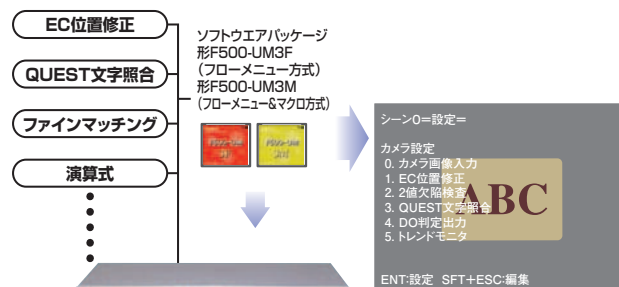 EC位置修正
QUEST文字照合
ファインマッチング
演算式
ソフトウエアパッケージ
形F500-UM3F
（フローメニュー方式）
形F500-UM3M
（フローメニュー&マクロ方式）
シーン0=設定=
カメラ設定
0. カメラ画像入力
1. EC位置修正
2. 2値欠陥検査
3. QUEST文字照合
4. DO判定出力
5. トレンドモニタ
ABC
ENT:設定 SFT+ESC:編集